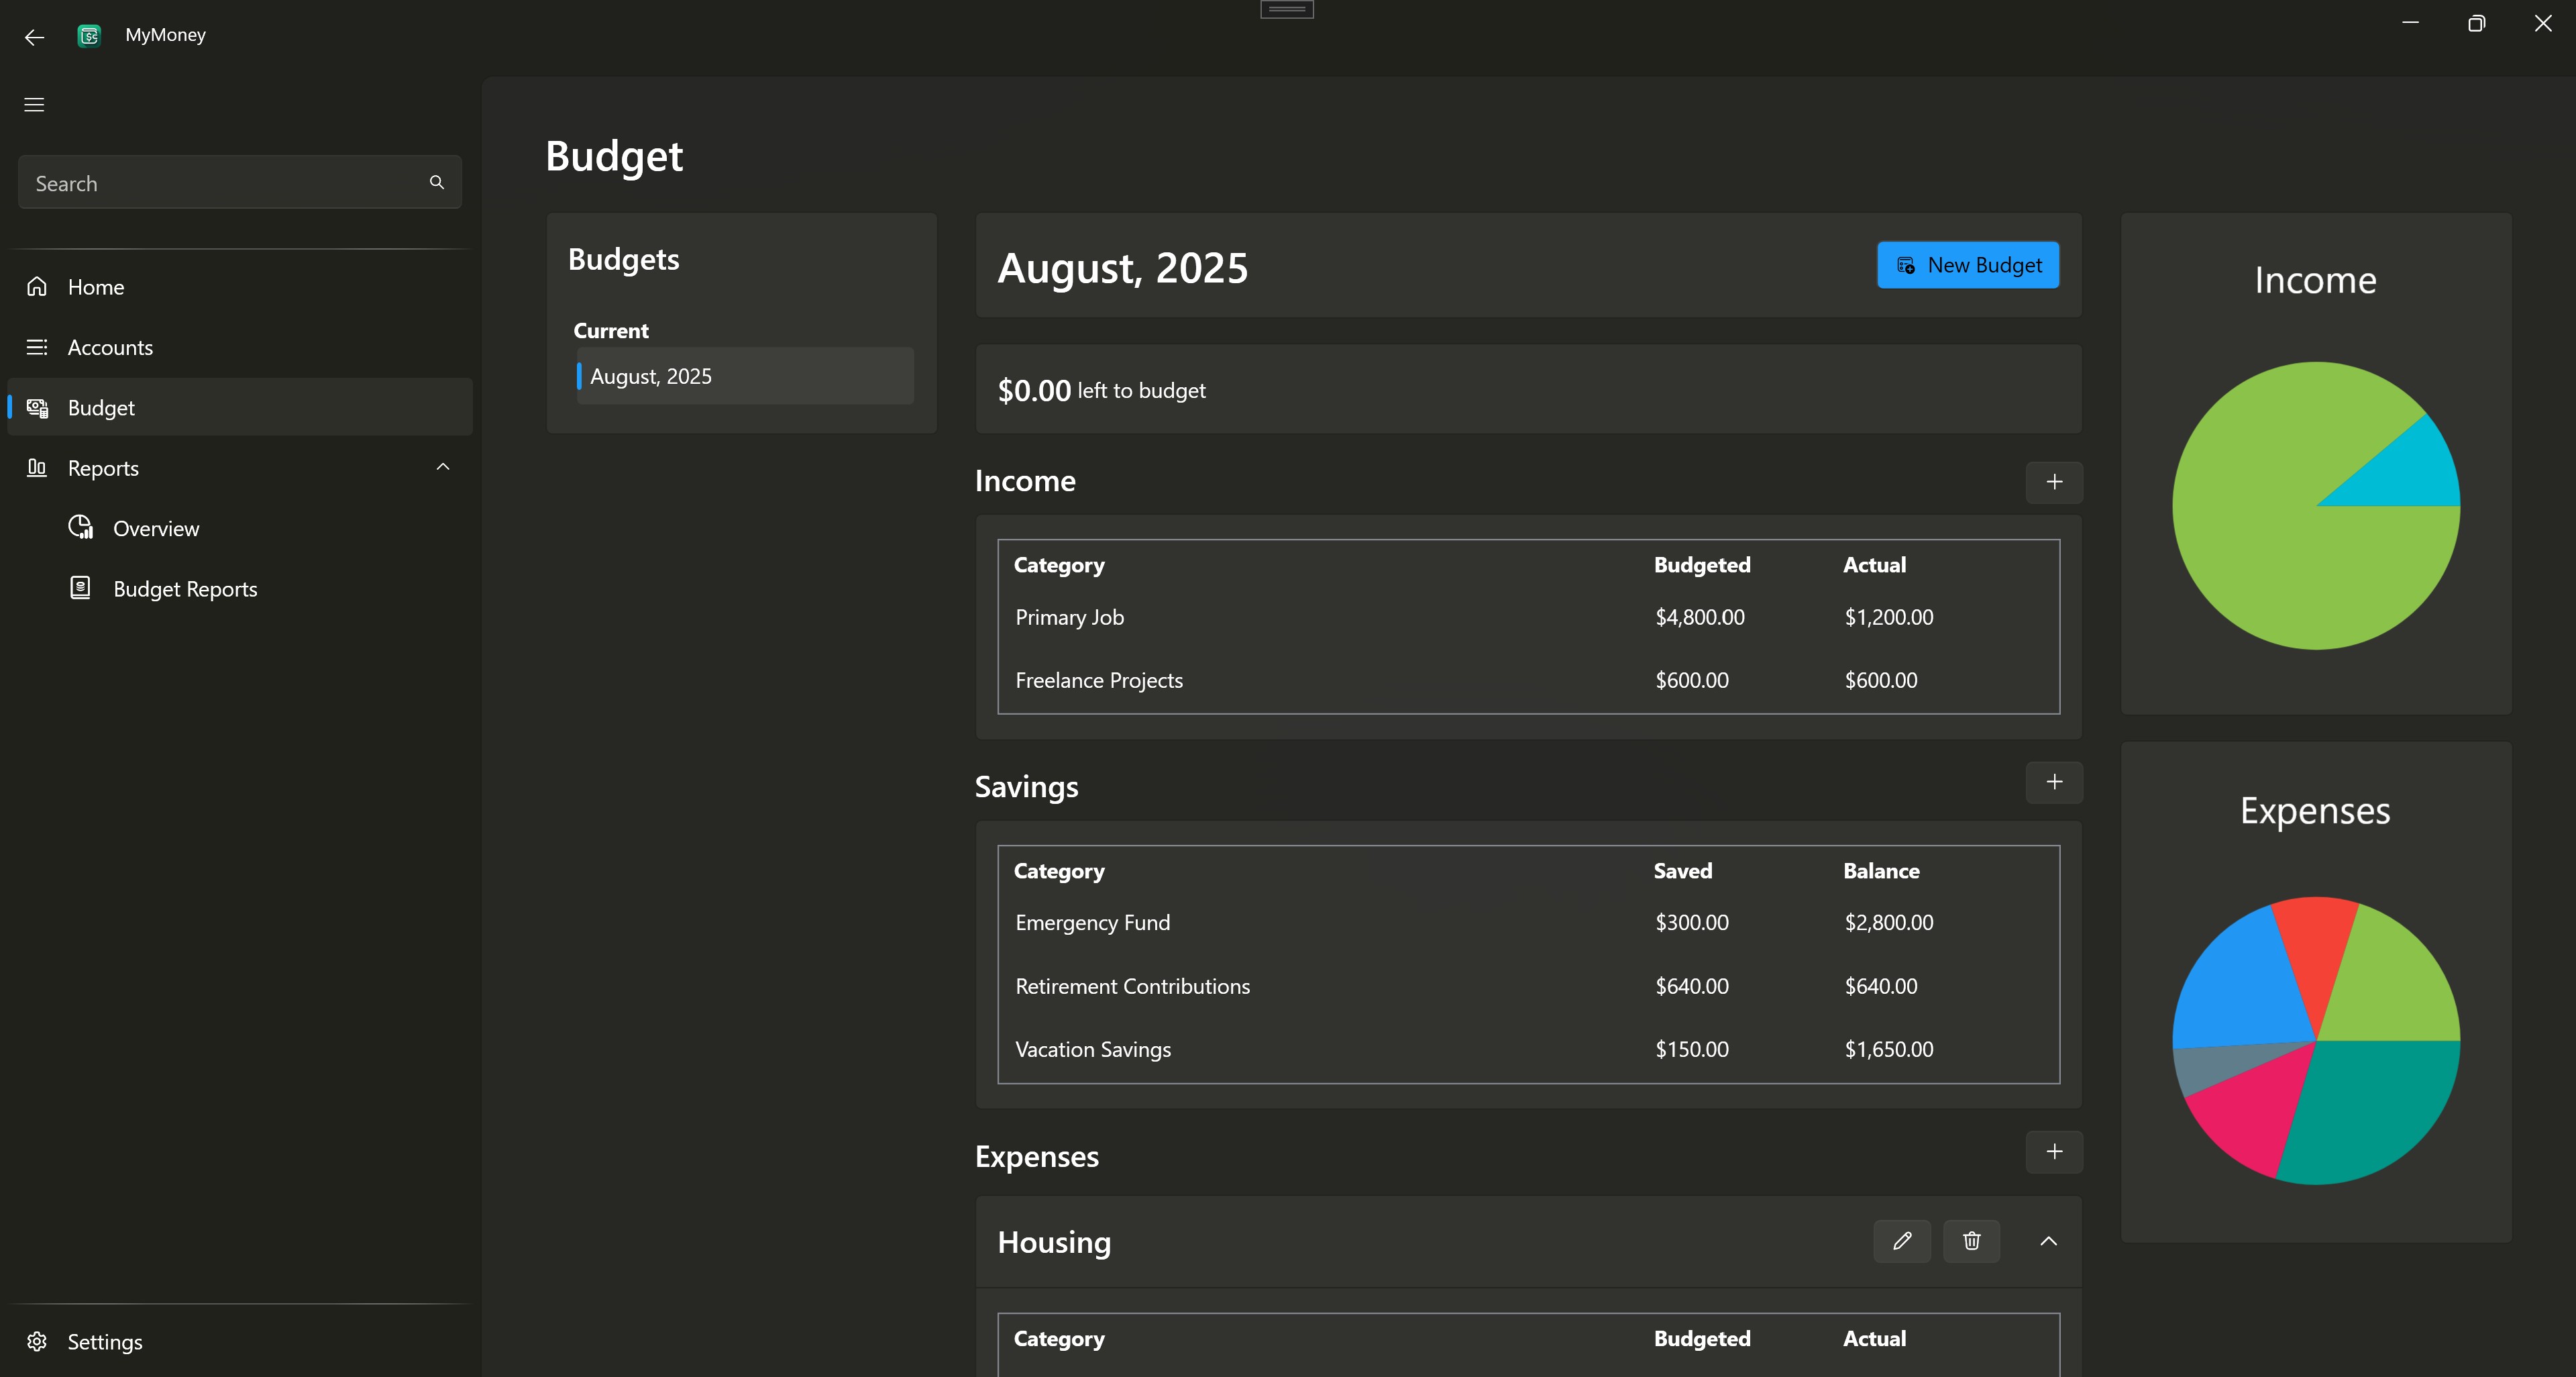 MyMoney
Search
Home
Accounts
Budget
Reports
Overview
Budget Reports
Settings
Budget
Budgets
Current
August, 2025
August, 2025
New Budget
$0.00 left to budget
Income
Category Budgeted Actual
Primary Job $4,800.00 $1,200.00
Freelance Projects $600.00 $600.00
Savings
Category Saved Balance
Emergency Fund $300.00 $2,800.00
Retirement Contributions $640.00 $640.00
Vacation Savings $150.00 $1,650.00
Expenses
Housing
Category Budgeted Actual
Income
Expenses